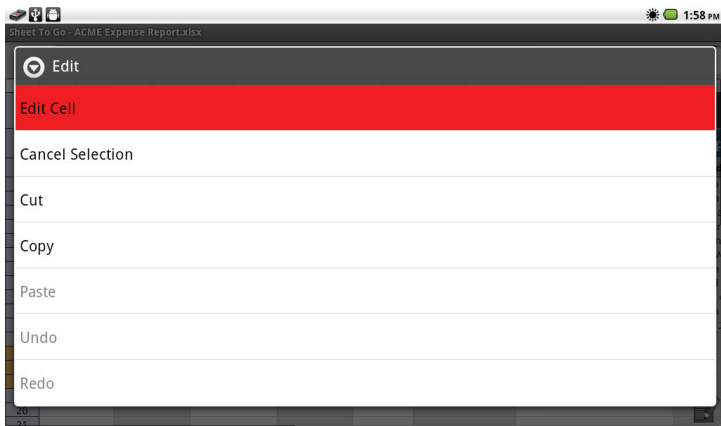 1:58 PM
Sheet To Go - ACME Expense Report.xlsx
Edit
Edit Cell
Cancel Selection
Cut
Copy
Paste
Undo
Redo
20
21